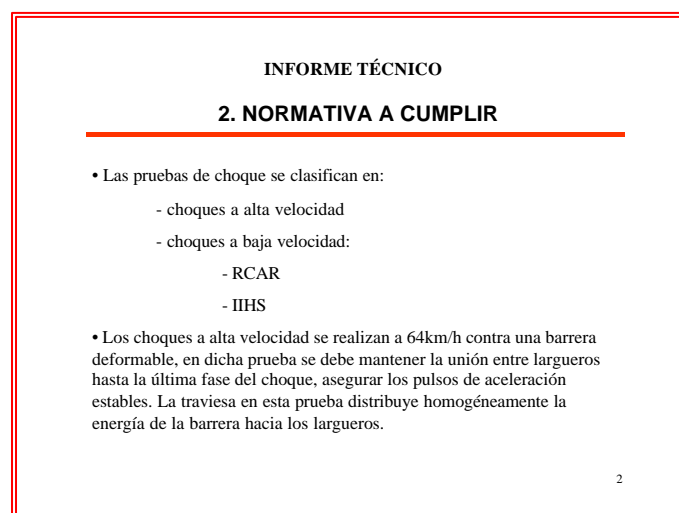 INFORME TÉCNICO
2. NORMATIVA A CUMPLIR
• Las pruebas de choque se clasifican en:
- choques a alta velocidad
- choques a baja velocidad:
- RCAR
- IIHS
• Los choques a alta velocidad se realizan a 64km/h contra una barrera
deformable, en dicha prueba se debe mantener la unión entre largueros
hasta la última fase del choque, asegurar los pulsos de aceleración
estables. La traviesa en esta prueba distribuye homogéneamente la
energía de la barrera hacia los largueros.
2